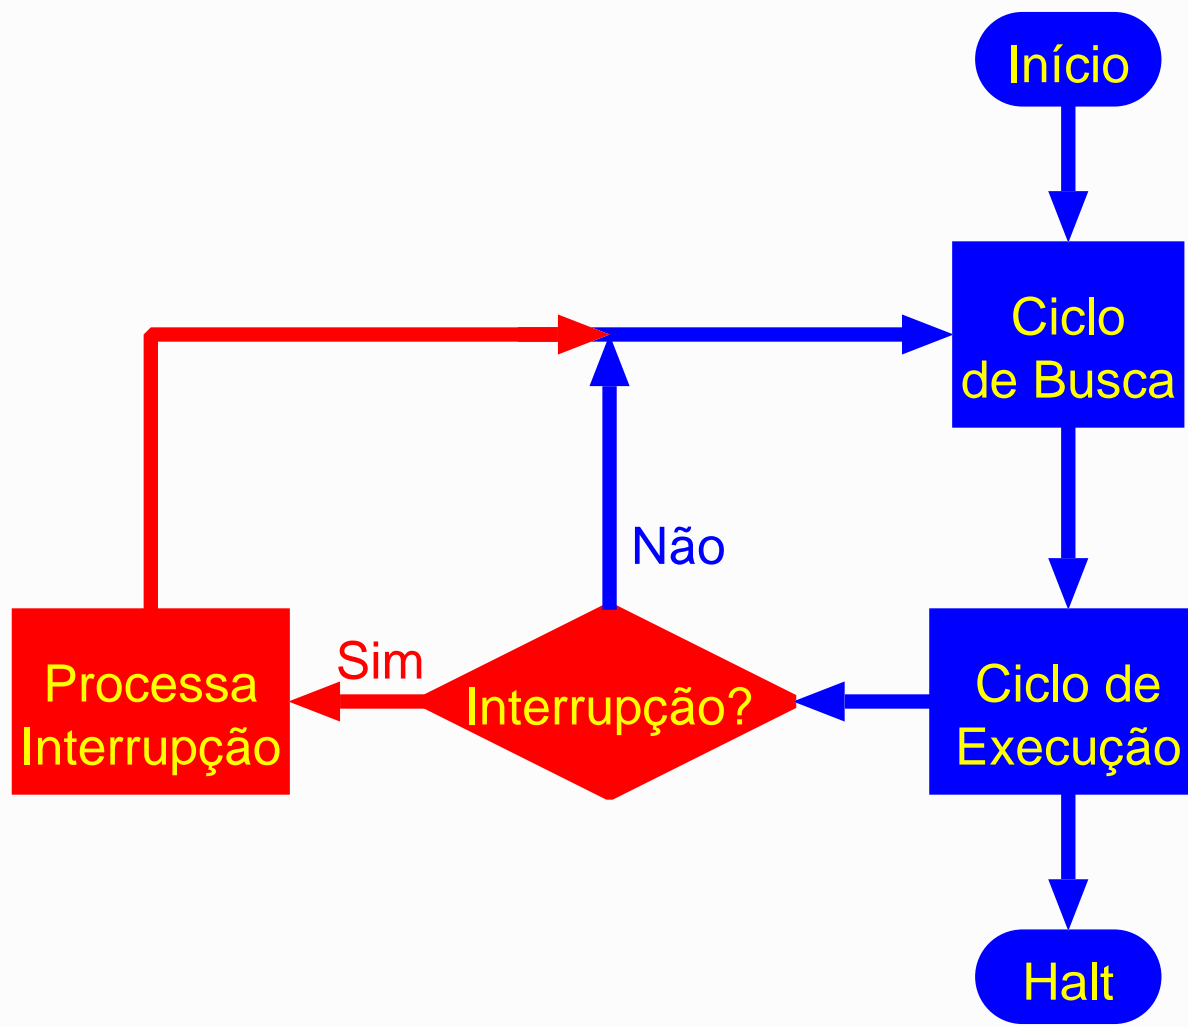 Início
Ciclo
de Busca
Não
Sim
Processa
Interrupção
Interrupção?
Ciclo de
Execução
Halt